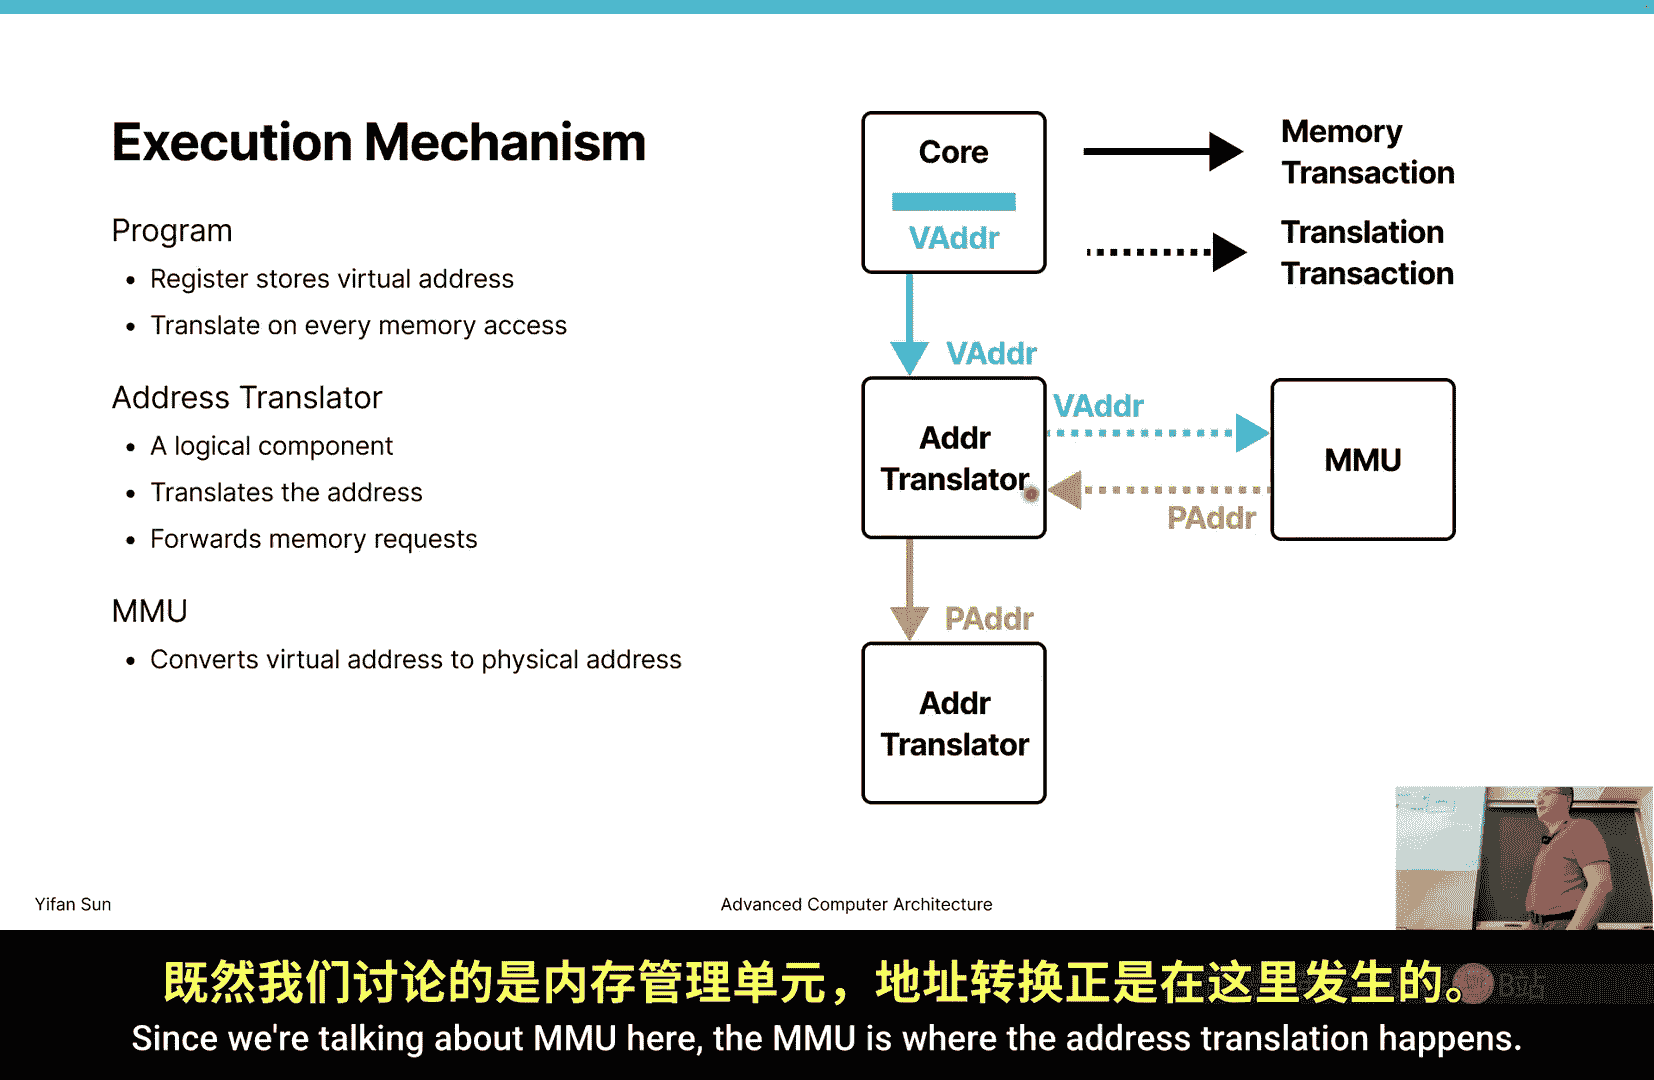 Execution Mechanism
Program
• Register stores virtual address
• Translate on every memory access
Address Translator
• A logical component
• Translates the address
• Forwards memory requests
MMU
• Converts virtual address to physical address
Core
VAddr
Memory
Transaction
Translation
Transaction
VAddr
Addr
Translator
VAddr
PAddr
MMU
PAddr
Addr
Translator
Yifan Sun
Advanced Computer Architecture
既然我们讨论的是内存管理单元，地址转换正是在这里发生的。
B站
Since we're talking about MMU here, the MMU is where the address translation happens.